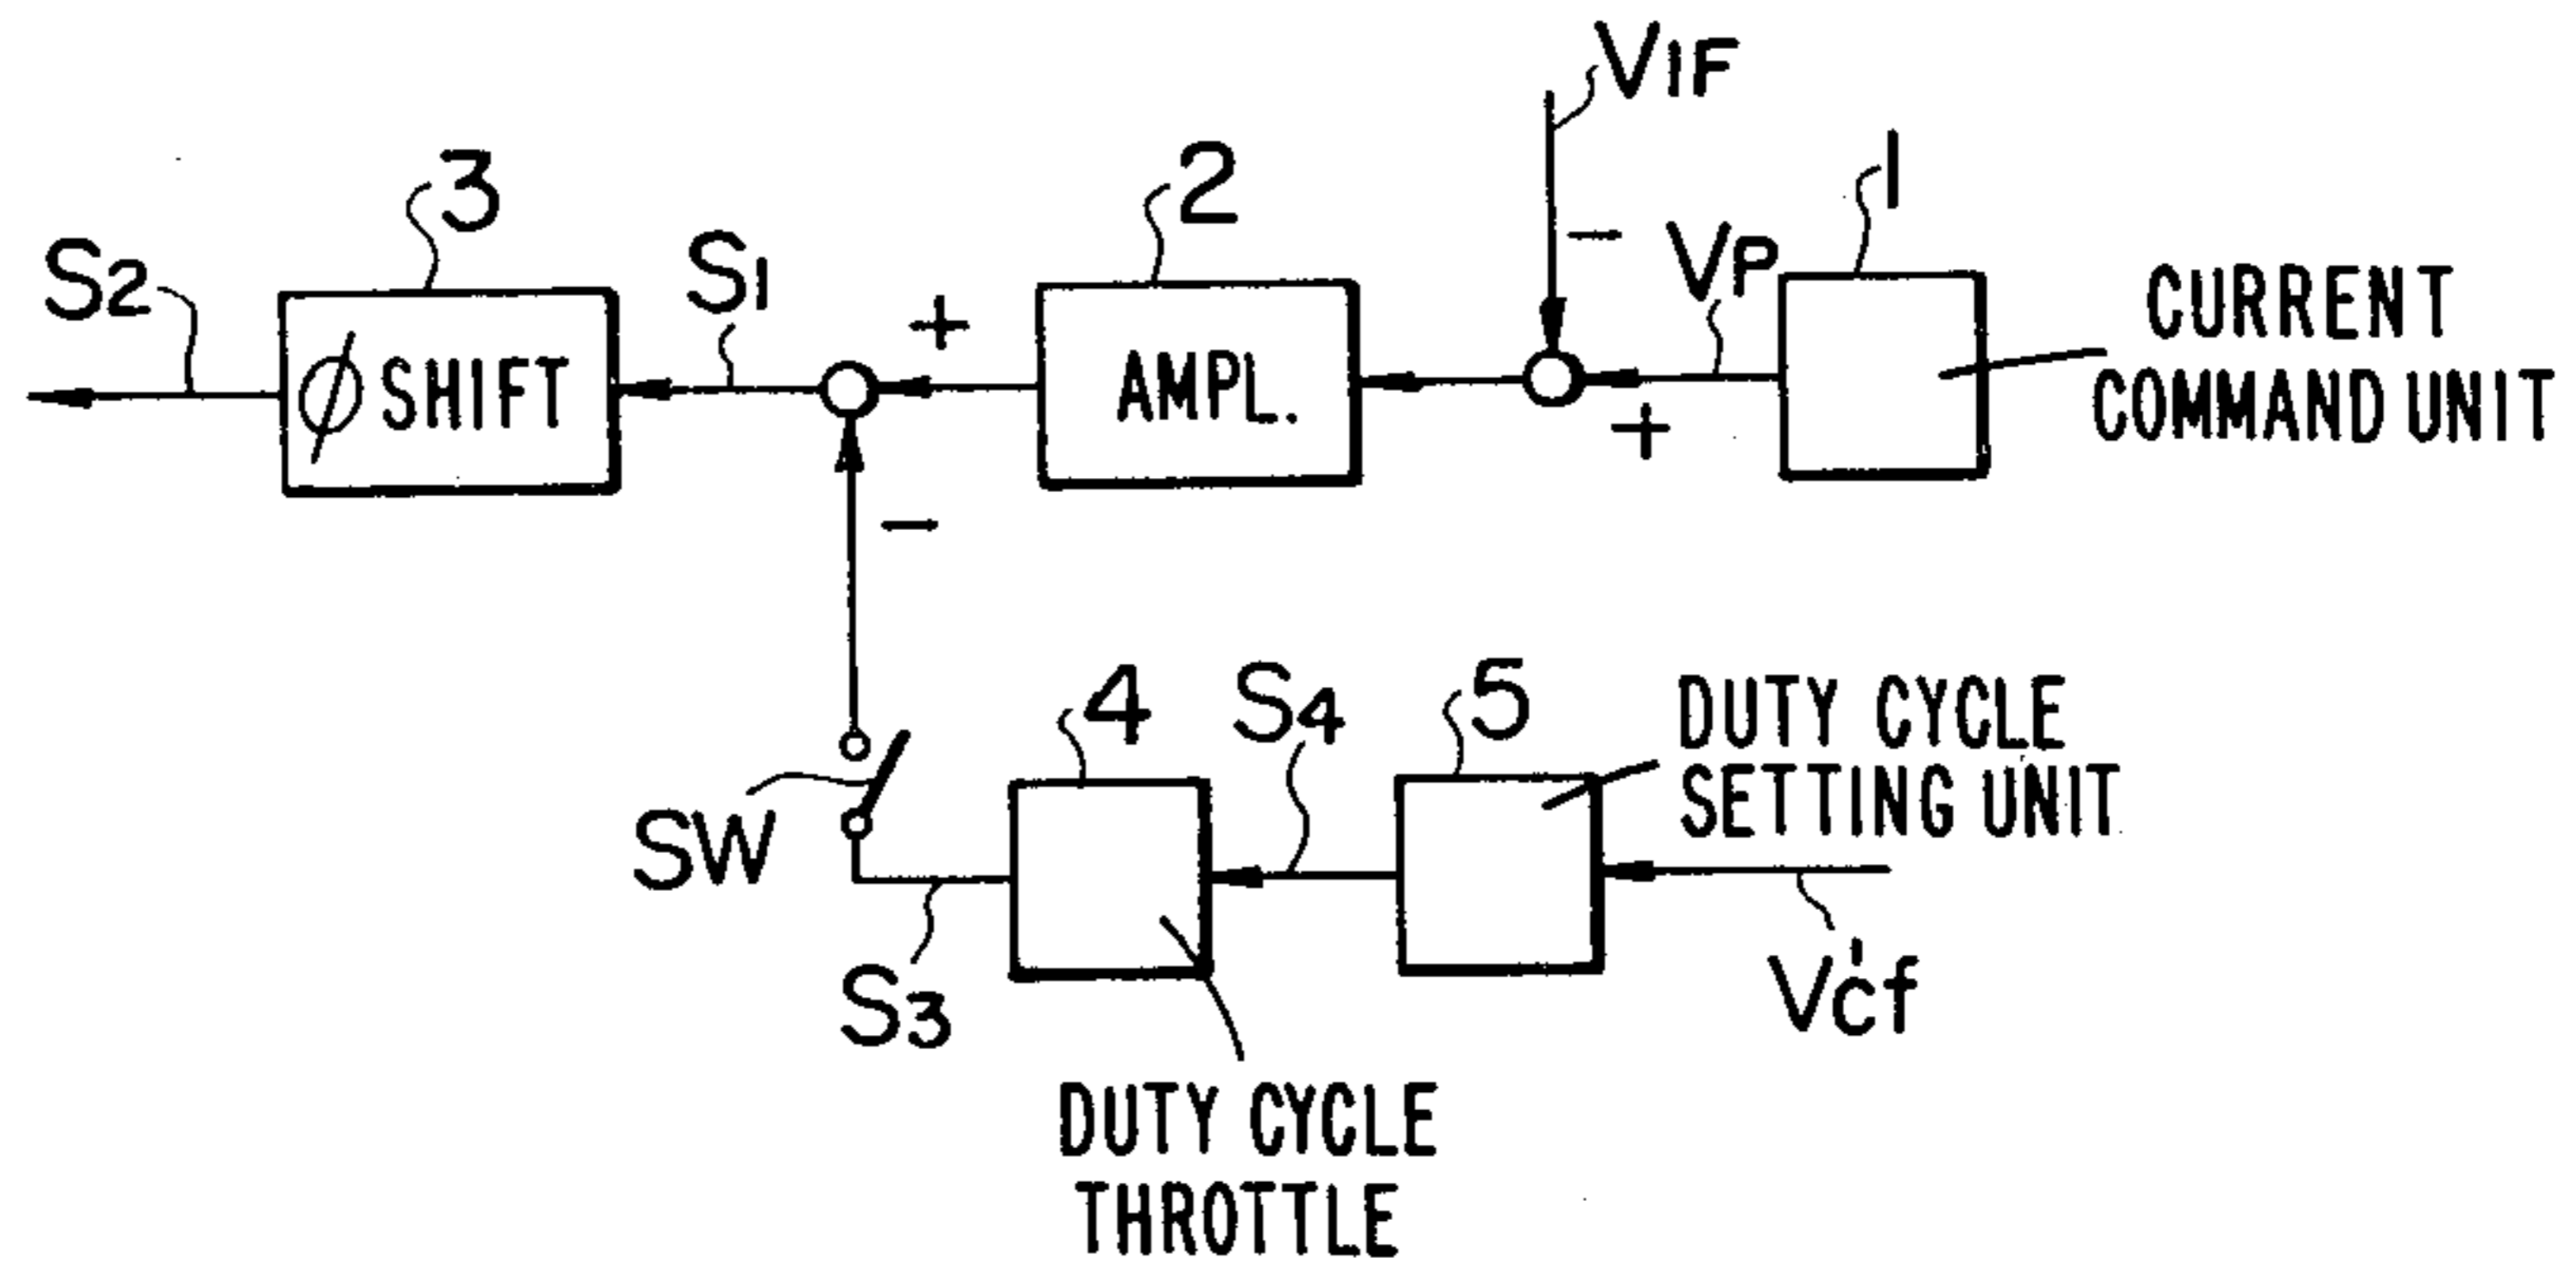 VIF
3
2
1
S2
S1
+
-
VP
CURRENT
COMMAND UNIT
φ SHIFT
AMPL.
+
-
4
S4
5
DUTY CYCLE
SETTING UNIT
SW
S3
V'cf
DUTY CYCLE
THROTTLE